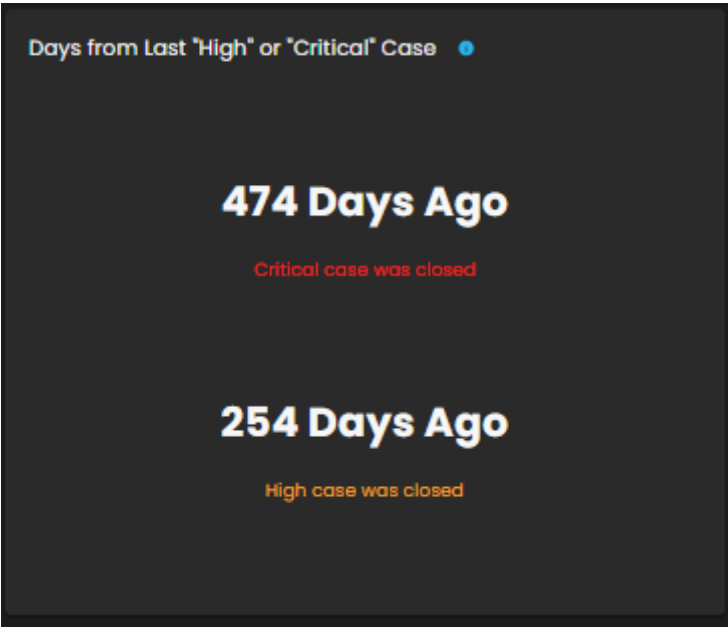 Days from Last "High" or "Critical" Case
474 Days Ago
Critical case was closed
254 Days Ago
High case was closed